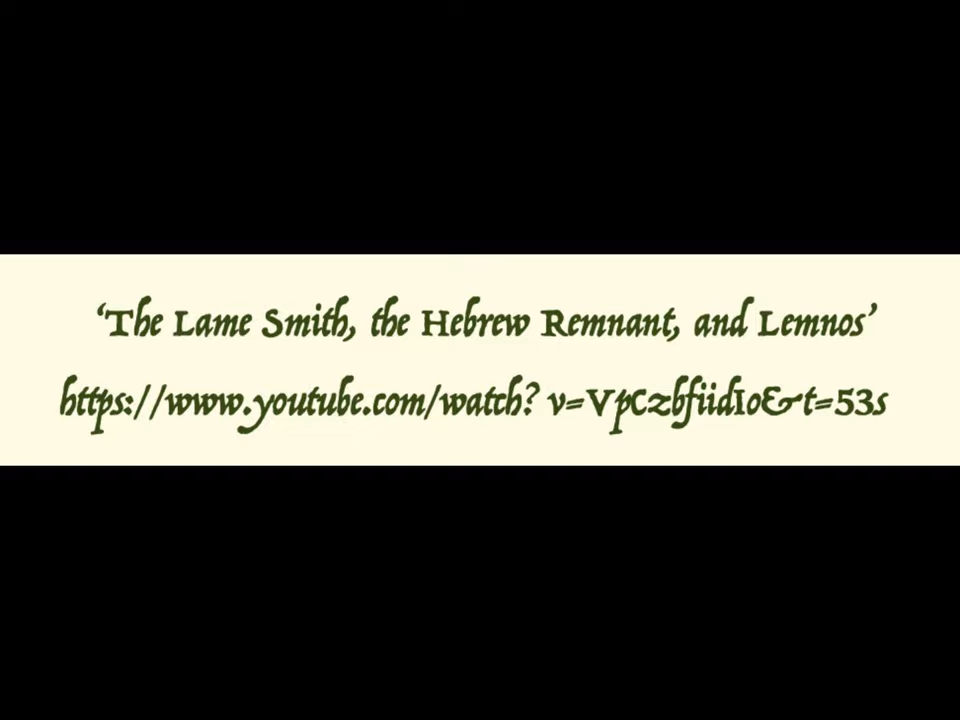 ‘The Lame Smith, the Hebrew Remnant, and Lemnos’
https://www.youtube.com/watch? v=VpCzbfiidIo&t=53s